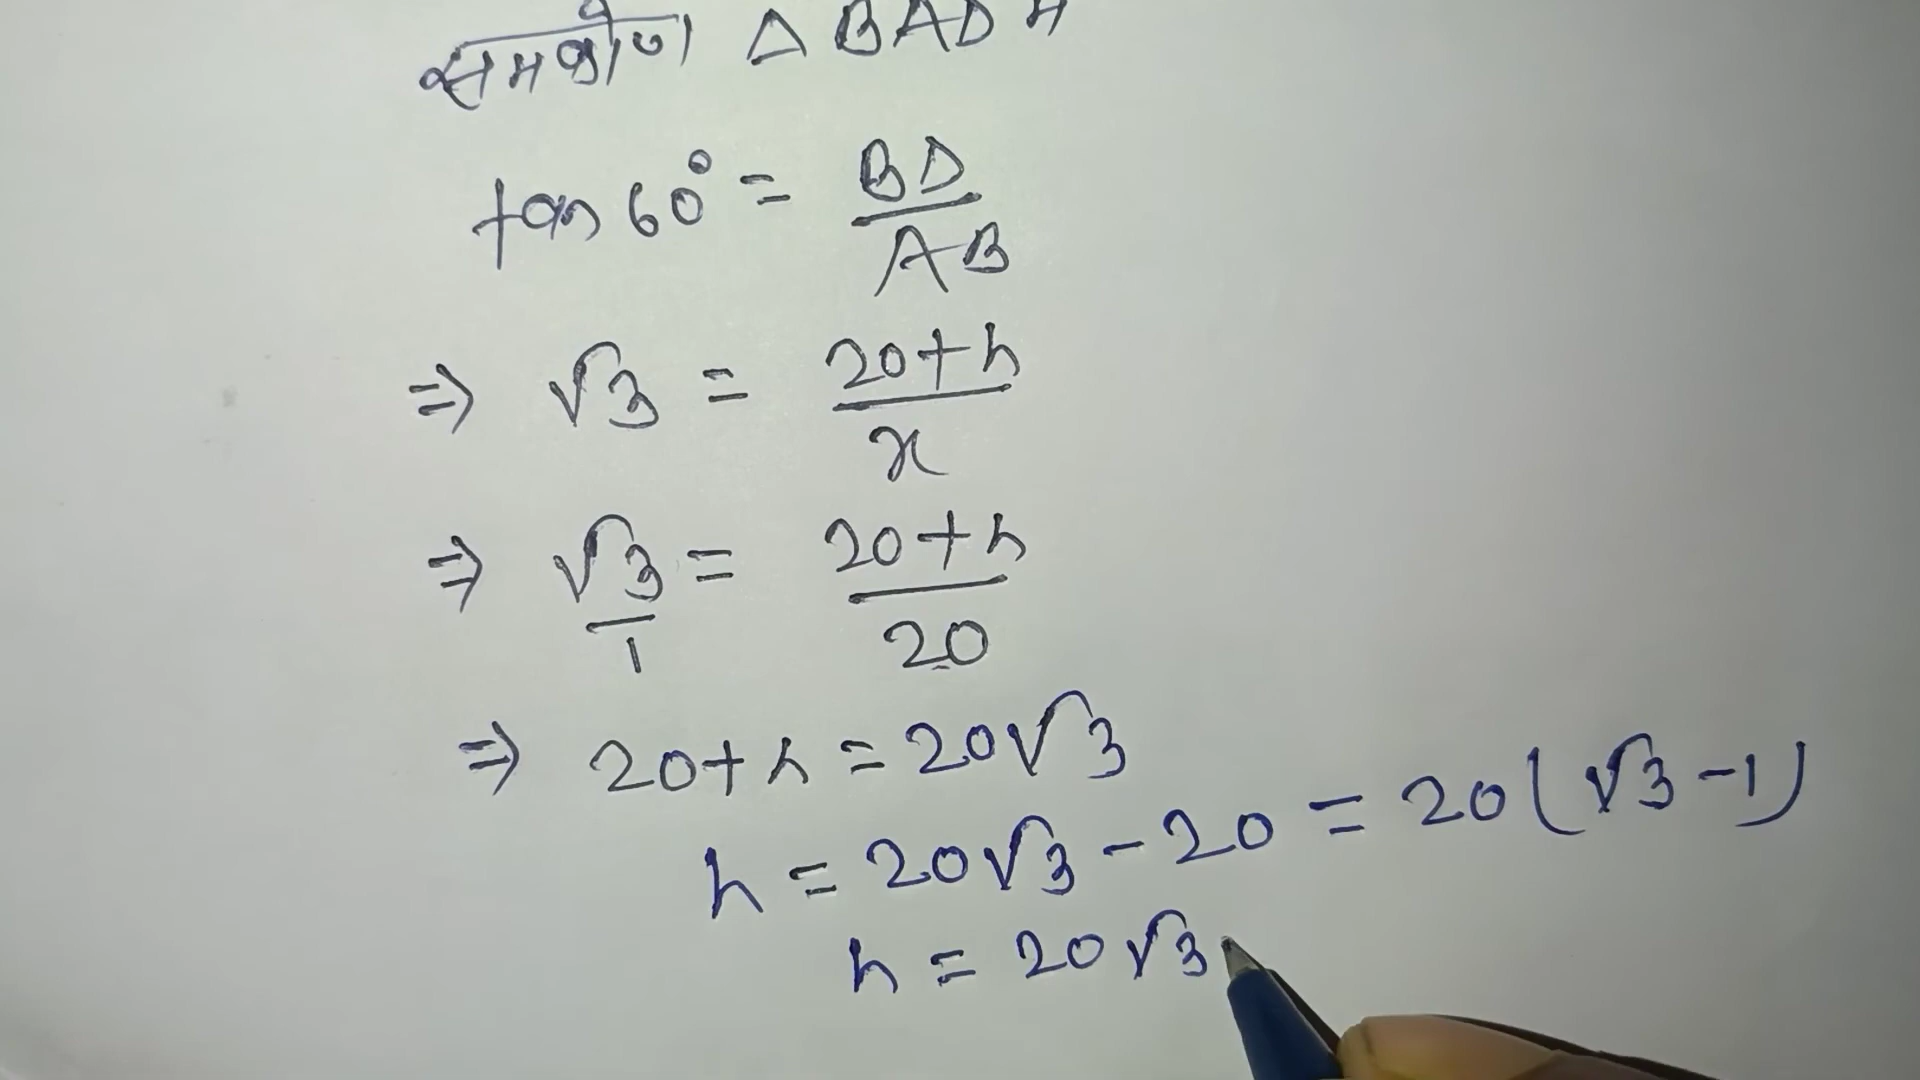 समकोण △ BAD में
tan 60° = BD/AB
⇒ √3 = 20+h/x
⇒ √3/1 = 20+h/20
⇒ 20+h = 20√3
h = 20√3 - 20 = 20(√3-1)
h = 20√3